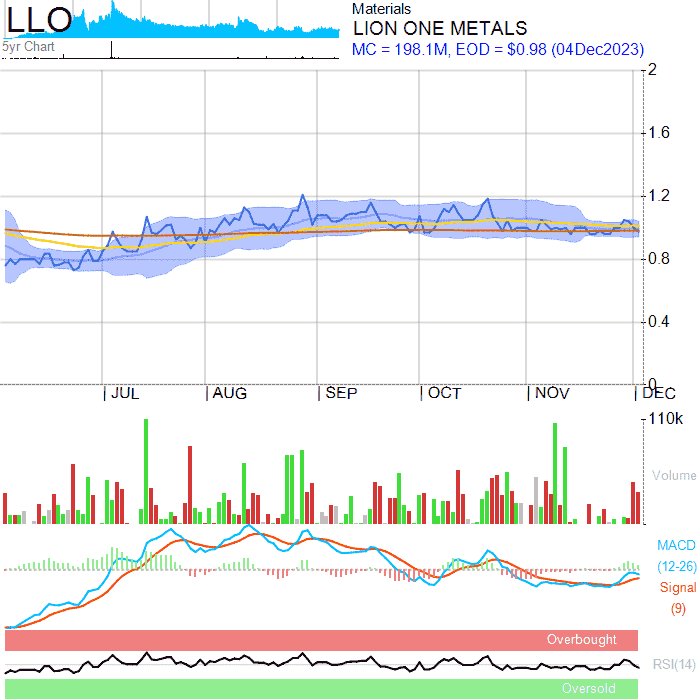 LLO
5yr Chart
Materials
LION ONE METALS
MC = 198.1M, EOD = $0.98 (04Dec2023)
2
1.6
1.2
0.8
0.4
0
JUL AUG SEP OCT NOV DEC
110k
Volume
MACD
(12-26)
Signal
(9)
Overbought
RSI(14)
Oversold